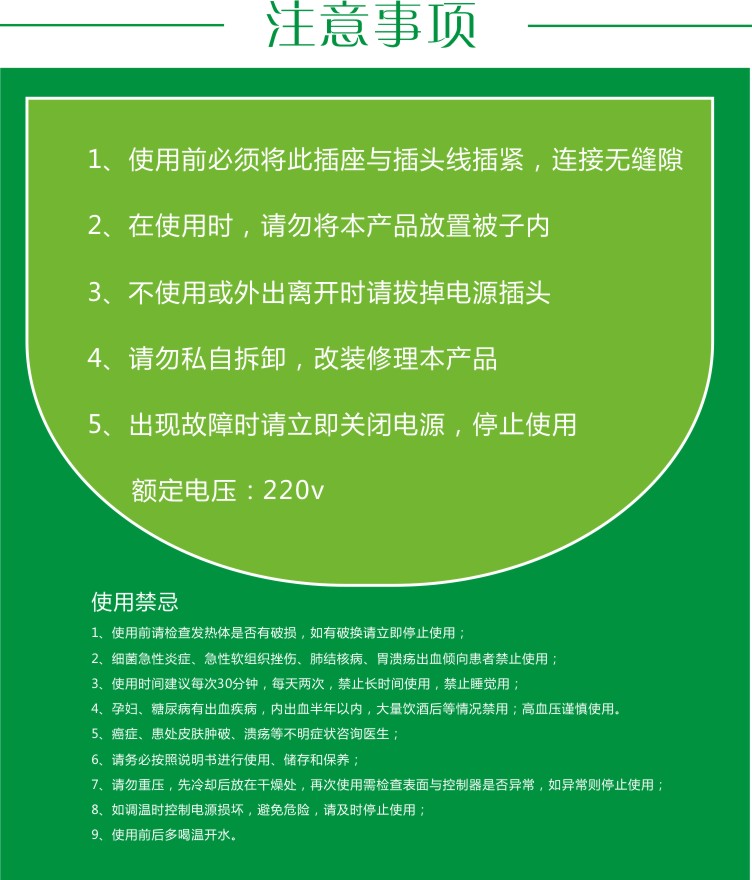 注意事项
1、使用前必须将此插座与插头线插紧，连接无缝隙
2、在使用时，请勿将本产品放置被子内
3、不使用或外出离开时请拔掉电源插头
4、请勿私自拆卸，改装修理本产品
5、出现故障时请立即关闭电源，停止使用
额定电压：220v
使用禁忌
1、使用前请检查发热体是否有破损，如有破换请立即停止使用；
2、细菌急性炎症、急性软组织挫伤、肺结核病、胃溃疡出血倾向患者禁止使用；
3、使用时间建议每次30分钟，每天两次，禁止长时间使用，禁止睡觉用；
4、孕妇、糖尿病有出血疾病，内出血半年以内，大量饮酒后等情况禁用；高血压谨慎使用。
5、癌症、患处皮肤肿破、溃疡等不明症状咨询医生；
6、请务必按照说明书进行使用、储存和保养；
7、请勿重压，先冷却后放在干燥处，再次使用需检查表面与控制器是否异常，如异常则停止使用；
8、如调温时控制电源损坏，避免危险，请及时停止使用；
9、使用前后多喝温开水。